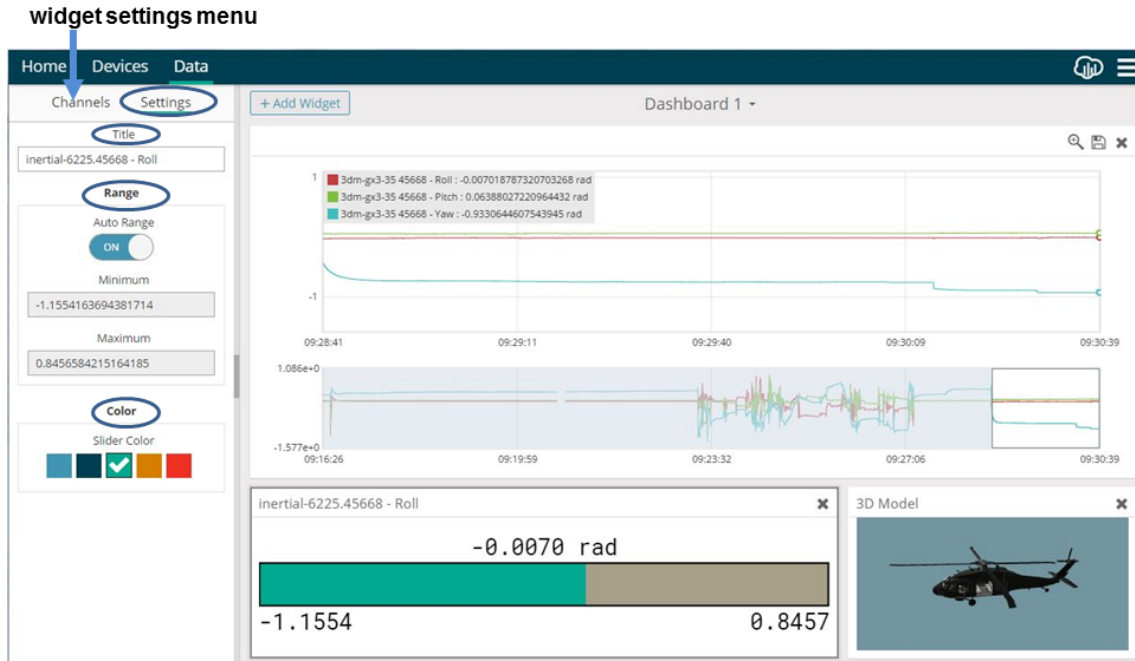 widget settings menu
Home Devices Data
Channels Settings
+ Add Widget
Dashboard 1
Title
inertial-6225.45668 - Roll
Range
Auto Range
ON
Minimum
-1.1554163694381714
Maximum
0.8456584215164185
Color
Slider Color
1
3dm-gx3-35 45668 - Roll : -0.007018787320703268 rad
3dm-gx3-35 45668 - Pitch : 0.06388027220964432 rad
3dm-gx3-35 45668 - Yaw : -0.9330644607543945 rad
-1
09:28:41 09:29:11 09:29:40 09:30:09 09:30:39
1.086e+0
-1.577e+0
09:16:26 09:19:59 09:23:32 09:27:06 09:30:39
inertial-6225.45668 - Roll
-0.0070 rad
-1.1554 0.8457
3D Model